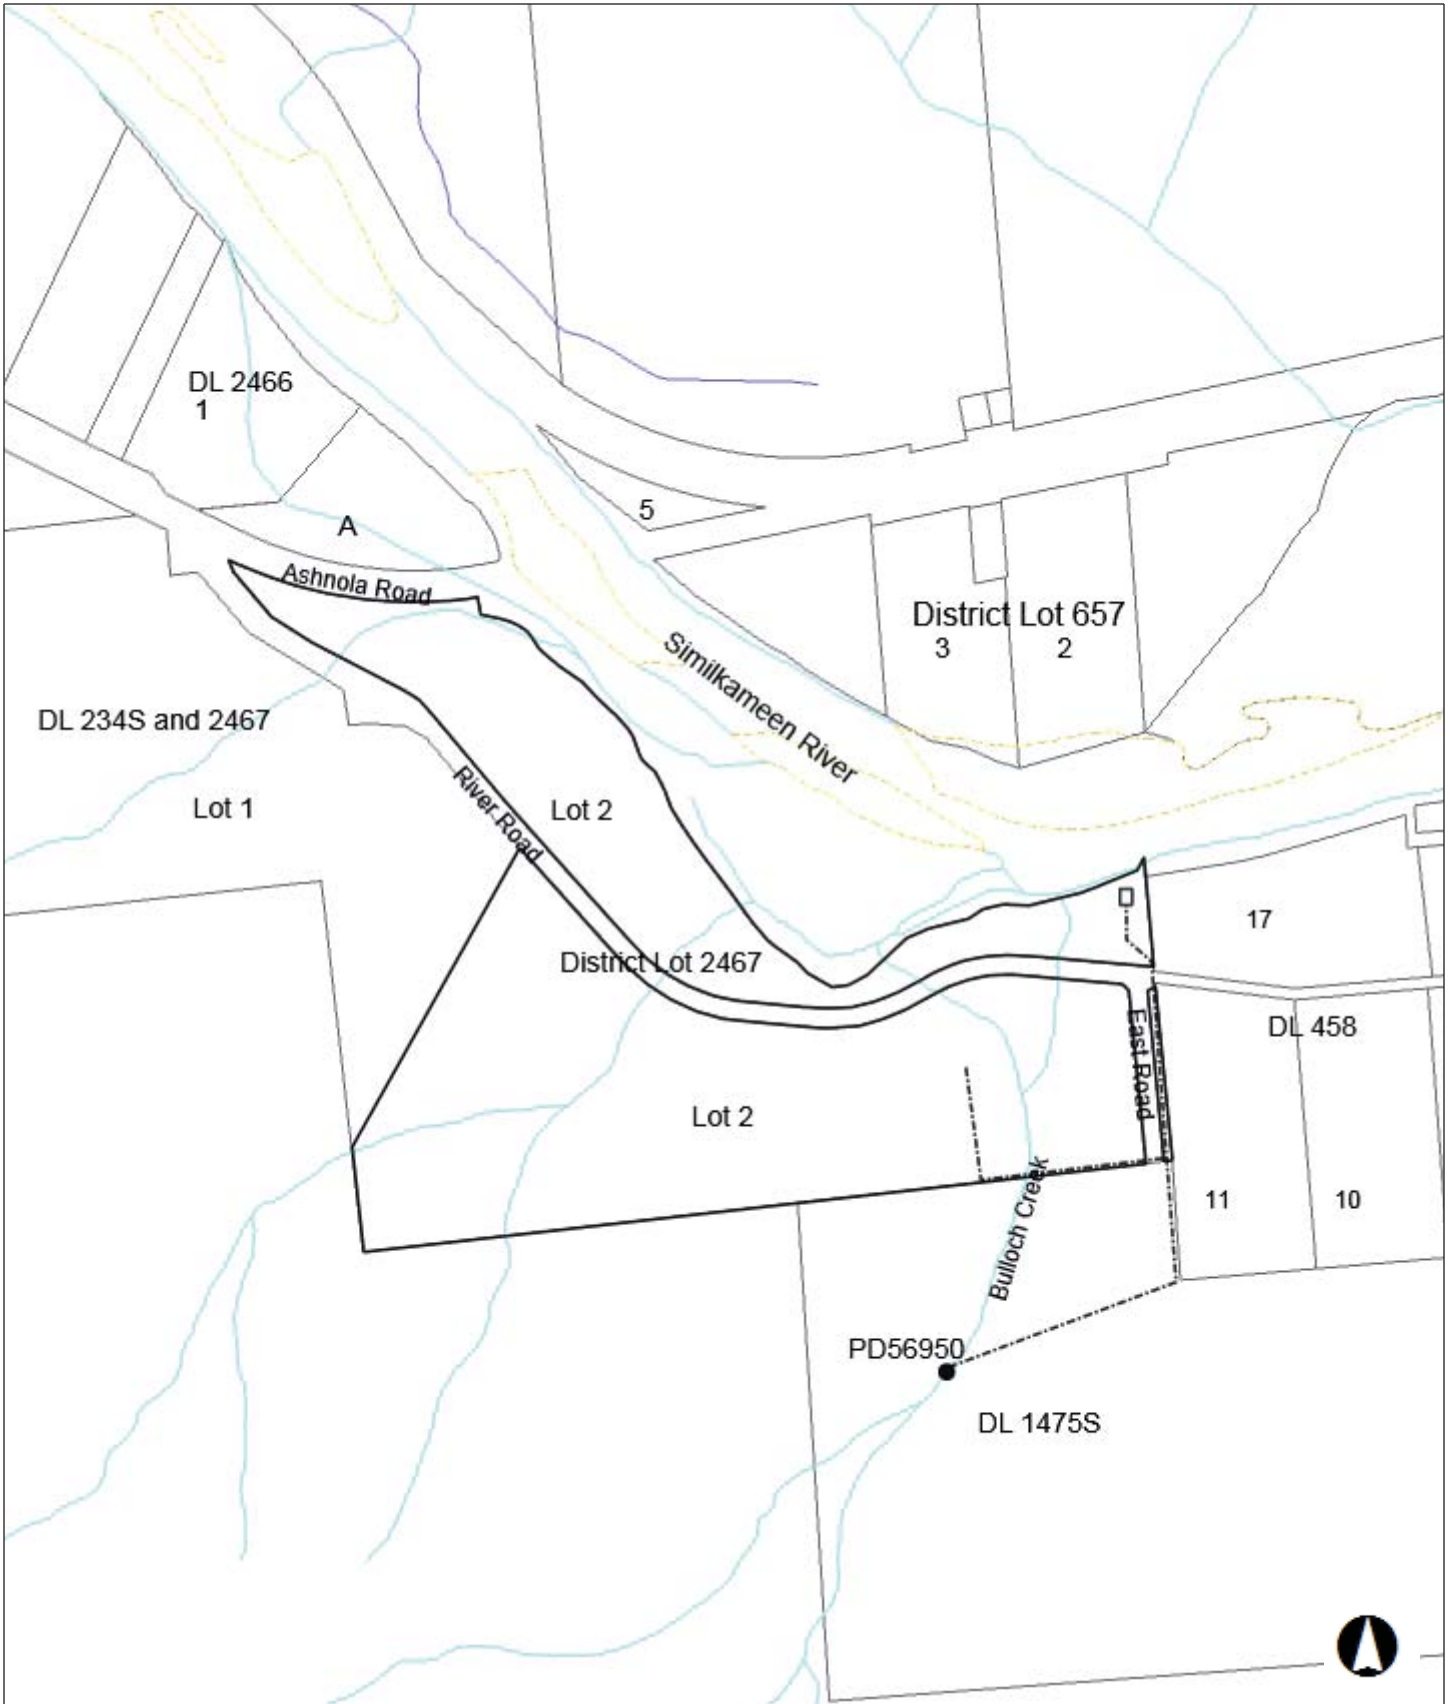 DL 2466
1
5
A
Ashnola Road
District Lot 657
3
2
Similkameen River
DL 234S and 2467
River Road
Lot 1
Lot 2
17
District Lot 2467
DL 458
East Road
Lot 2
11
10
Bulloch Creek
PD56950
DL 1475S